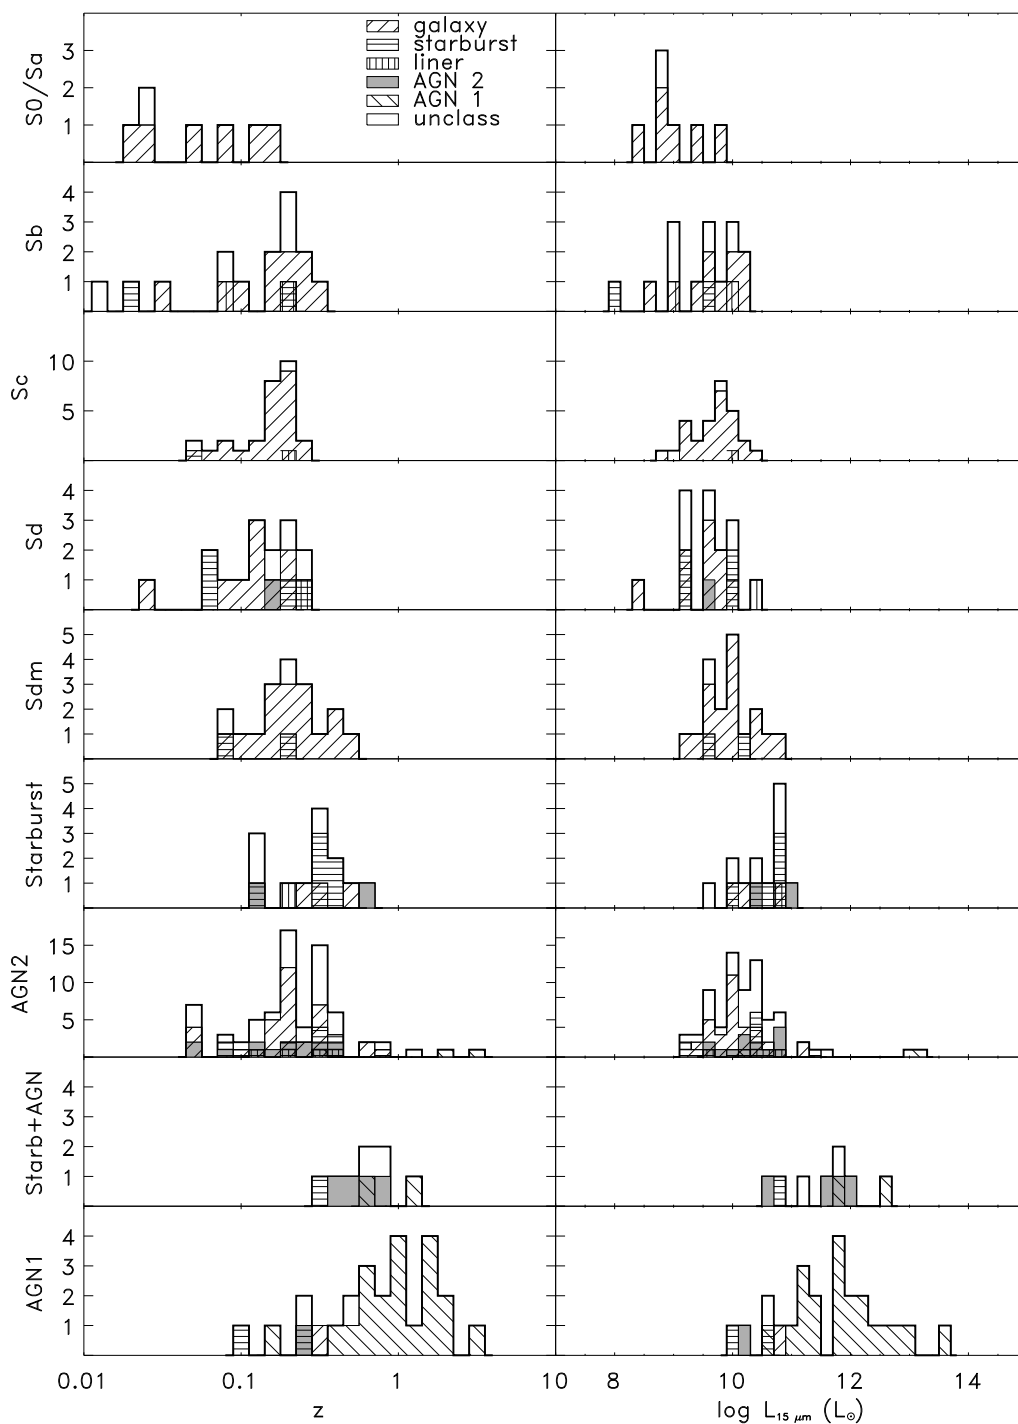 galaxy
starburst
liner
AGN 2
AGN 1
unclass
S0/Sa
3
2
1
Sb
4
3
2
1
Sc
10
5
Sd
4
3
2
1
Sdm
5
4
3
2
1
Starburst
5
4
3
2
1
AGN2
15
10
5
Starb+AGN
4
3
2
1
AGN1
4
3
2
1
0.01 0.1 1 10 8 10 12 14
z
log L15 μm (L⊙)